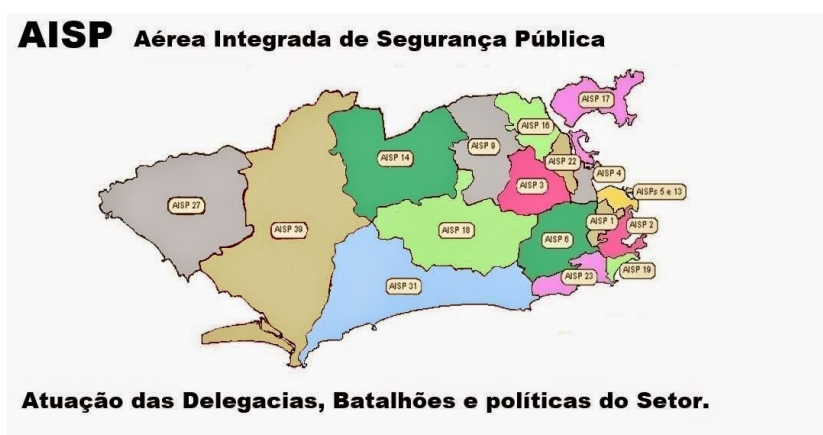 AISP Aérea Integrada de Segurança Pública
AISP 17
AISP 16
AISP 9
AISP 14
AISP 22
AISP 4
AISP 3
AISPs 5 e 13
AISP 27
AISP 1
AISP 2
AISP 39
AISP 18
AISP 6
AISP 19
AISP 23
AISP 31
Atuação das Delegacias, Batalhões e políticas do Setor.